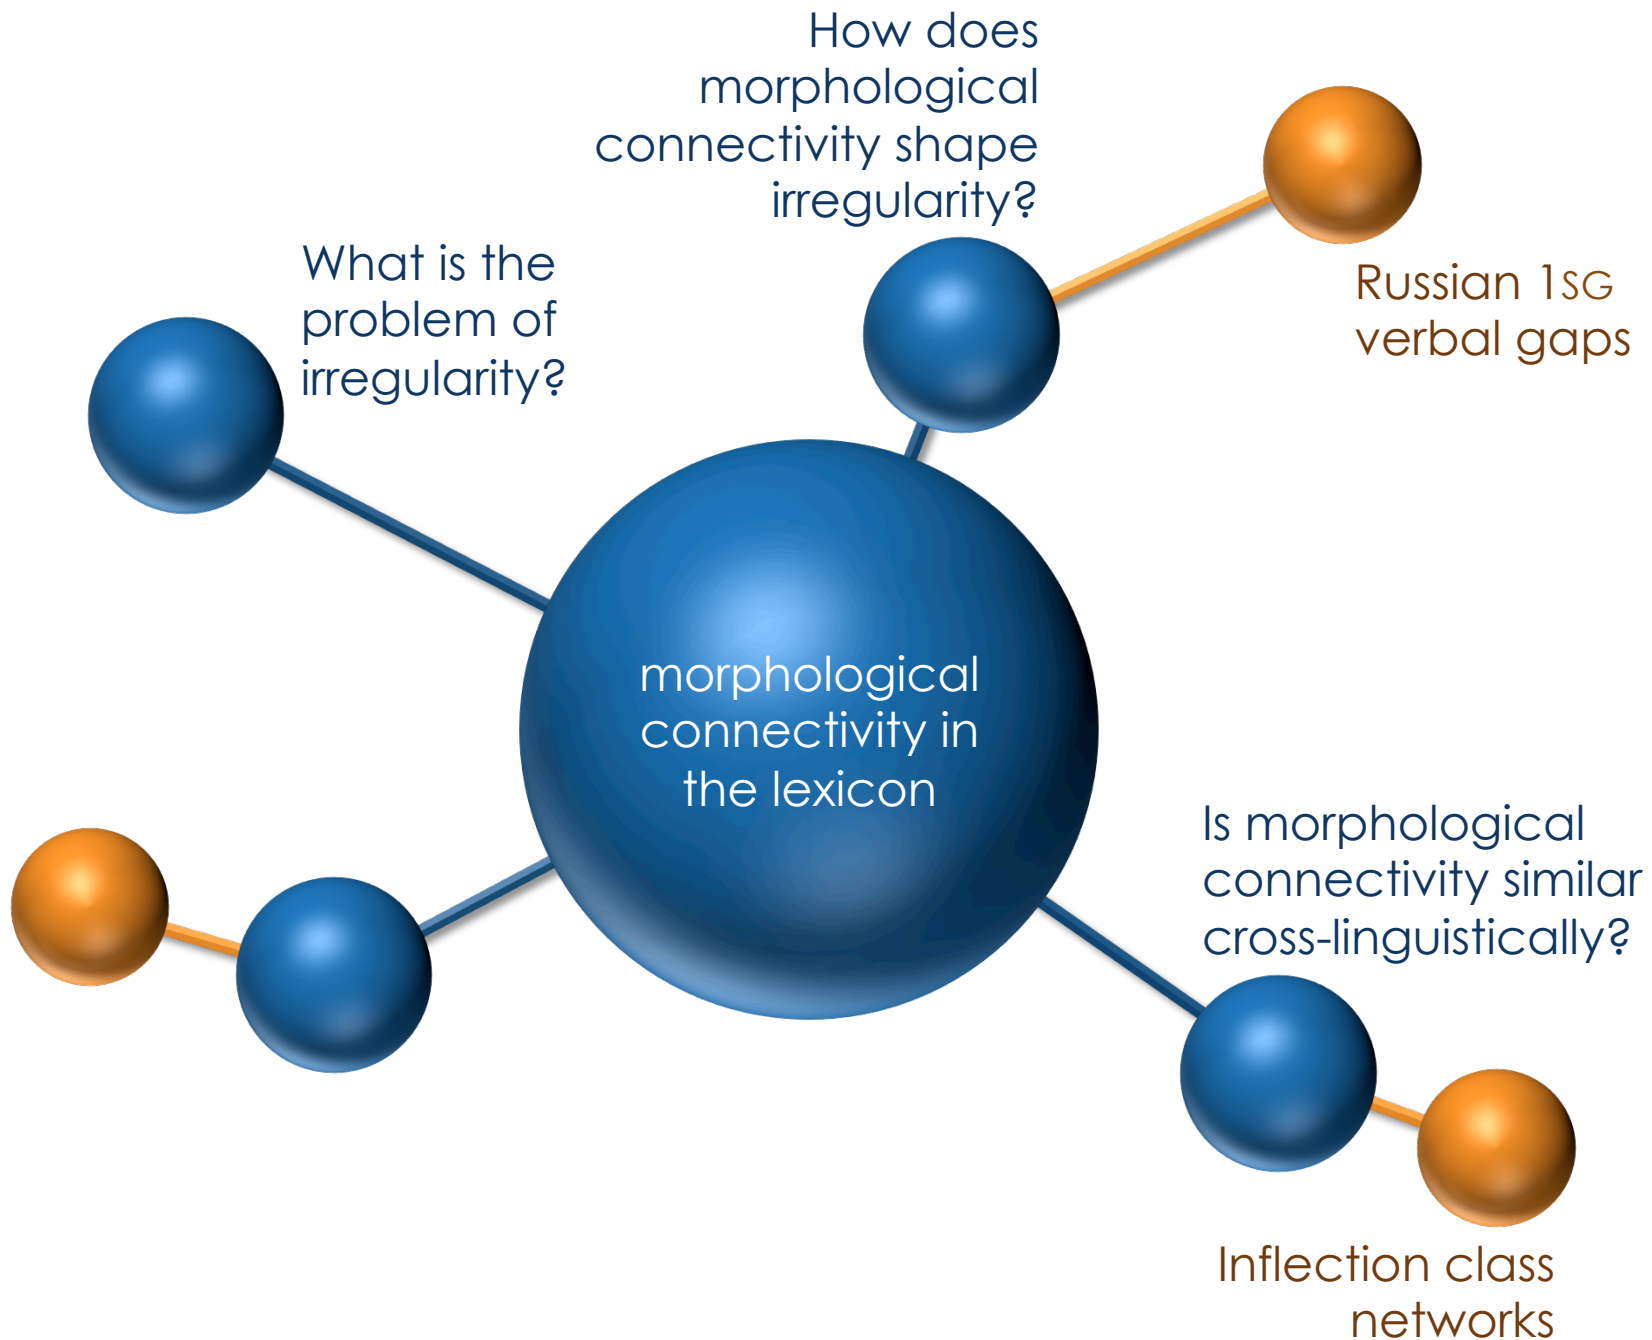 How does
morphological
connectivity shape
irregularity?
What is the
problem of
irregularity?
Russian 1SG
verbal gaps
morphological
connectivity in
the lexicon
Is morphological
connectivity similar
cross-linguistically?
Inflection class
networks